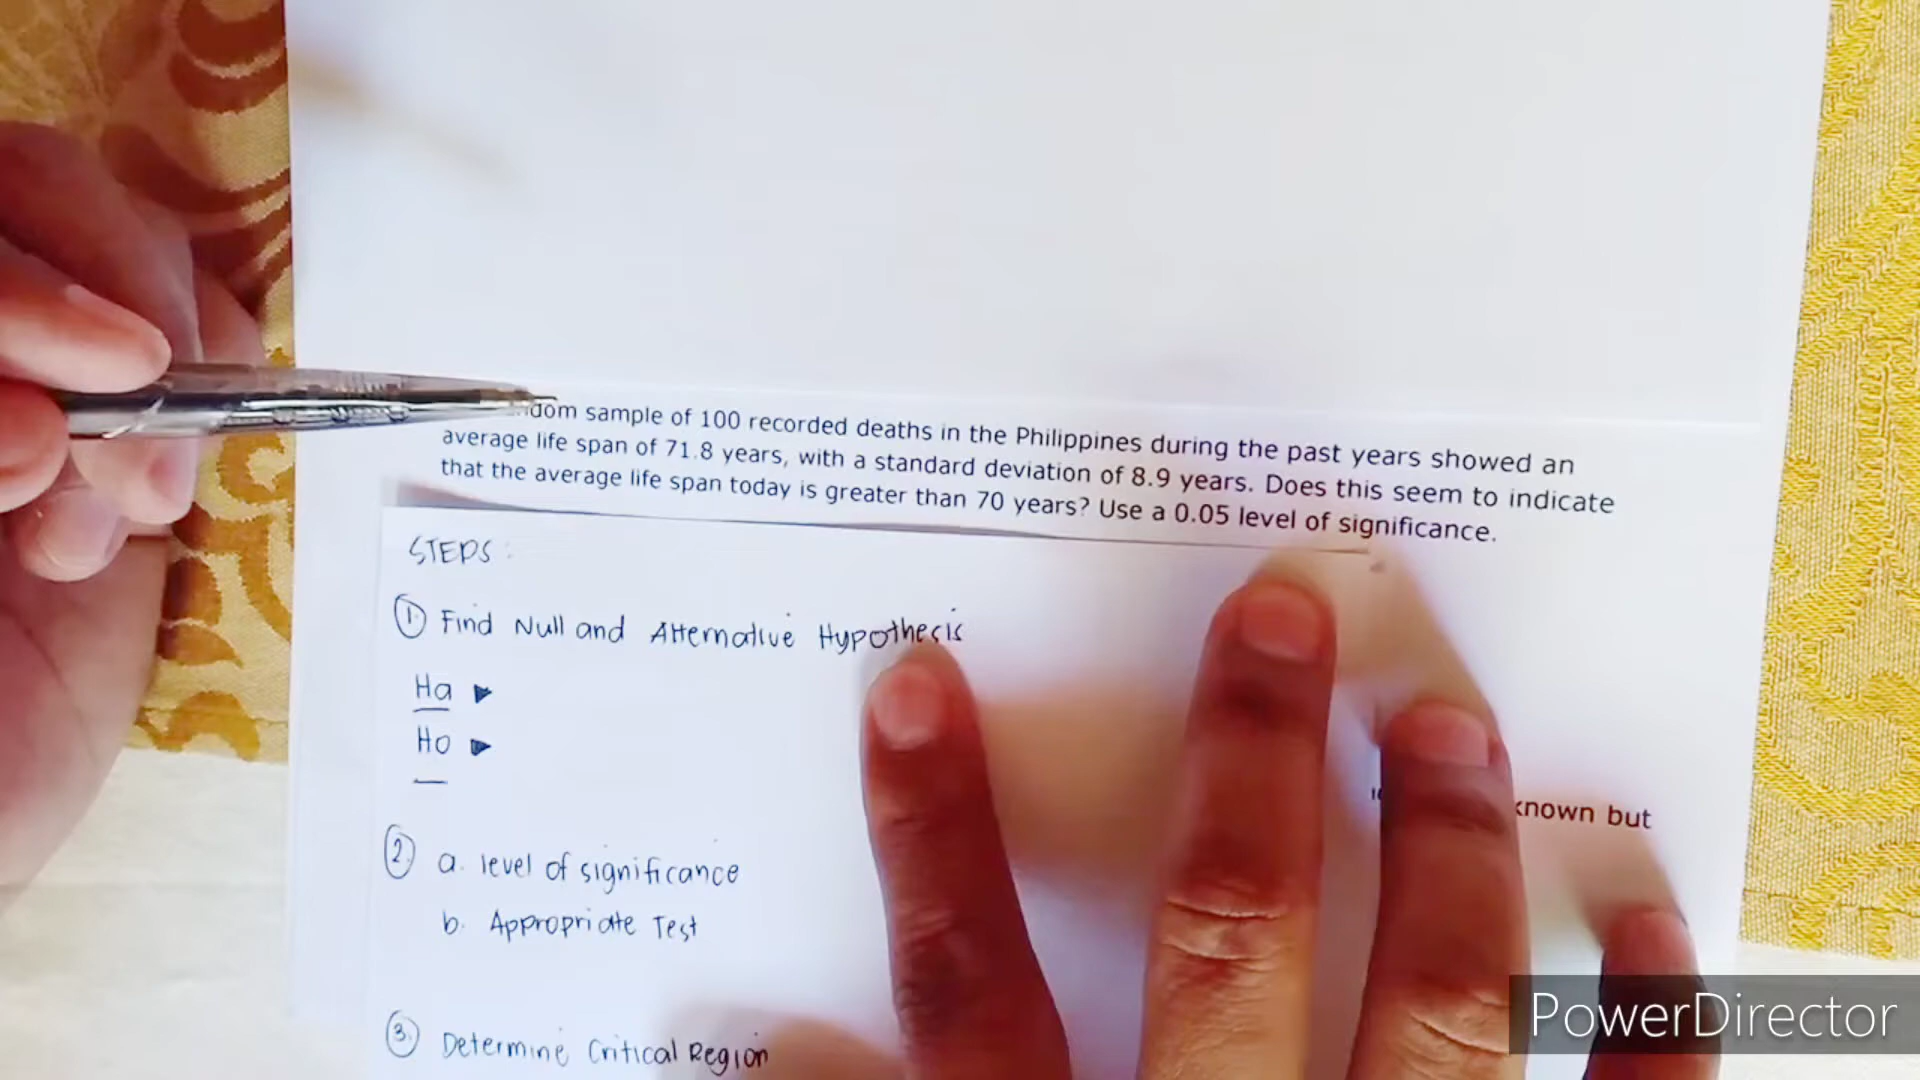 sample of 100 recorded deaths in the Philippines during the past years showed an
average life span of 71.8 years, with a standard deviation of 8.9 years. Does this seem to indicate
that the average life span today is greater than 70 years? Use a 0.05 level of significance.
STEPS:
1. Find Null and Alternative Hypothesis
Ha ▶
Ho ▶
known but
2. a. level of significance
b. Appropriate Test
3. Determine Critical Region
PowerDirector